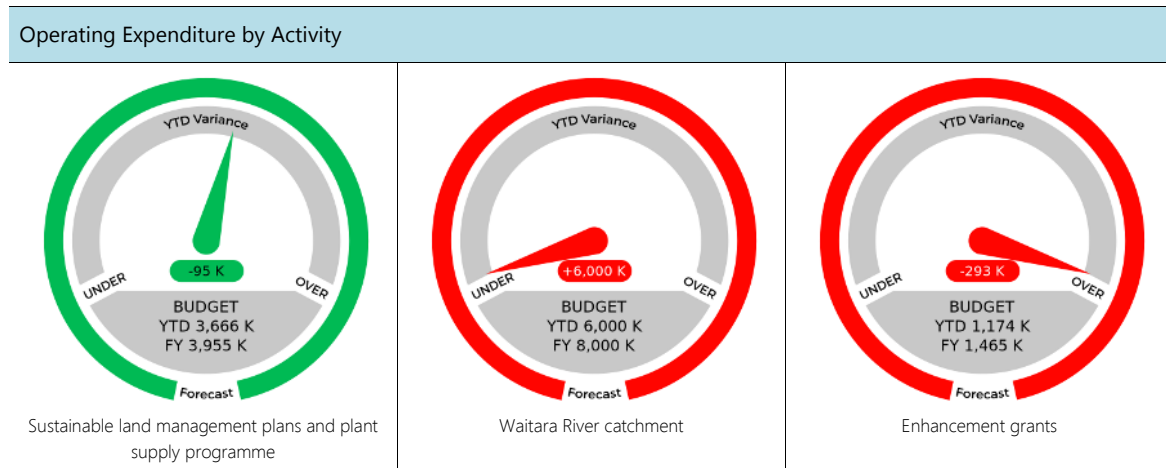 Operating Expenditure by Activity
YTD Variance
-95 K
UNDER
OVER
BUDGET
YTD 3,666 K
FY 3,955 K
Forecast
Sustainable land management plans and plant
supply programme
YTD Variance
+6,000 K
UNDER
OVER
BUDGET
YTD 6,000 K
FY 8,000 K
Forecast
Waitara River catchment
YTD Variance
-293 K
UNDER
OVER
BUDGET
YTD 1,174 K
FY 1,465 K
Forecast
Enhancement grants